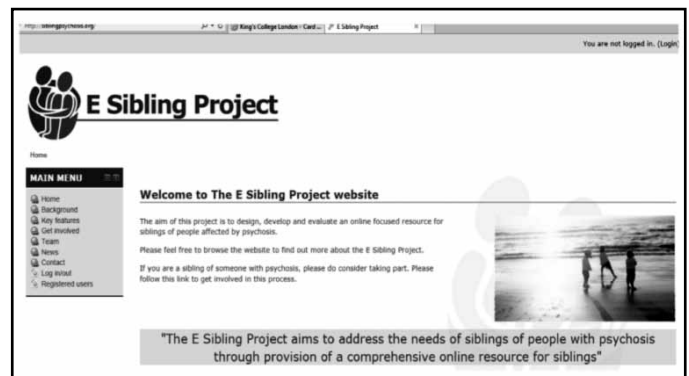 King's College London - Card ...
E Sibling Project
You are not logged in. (Login)
E Sibling Project
Home
MAIN MENU
Home
Background
Key features
Get involved
Team
News
Contact
Log in/out
Registered users
Welcome to The E Sibling Project website
The aim of this project is to design, develop and evaluate an online focused resource for
siblings of people affected by psychosis.
Please feel free to browse the website to find out more about the E Sibling Project.
If you are a sibling of someone with psychosis, please do consider taking part. Please
follow this link to get involved in this process.
"The E Sibling Project aims to address the needs of siblings of people with psychosis
through provision of a comprehensive online resource for siblings"